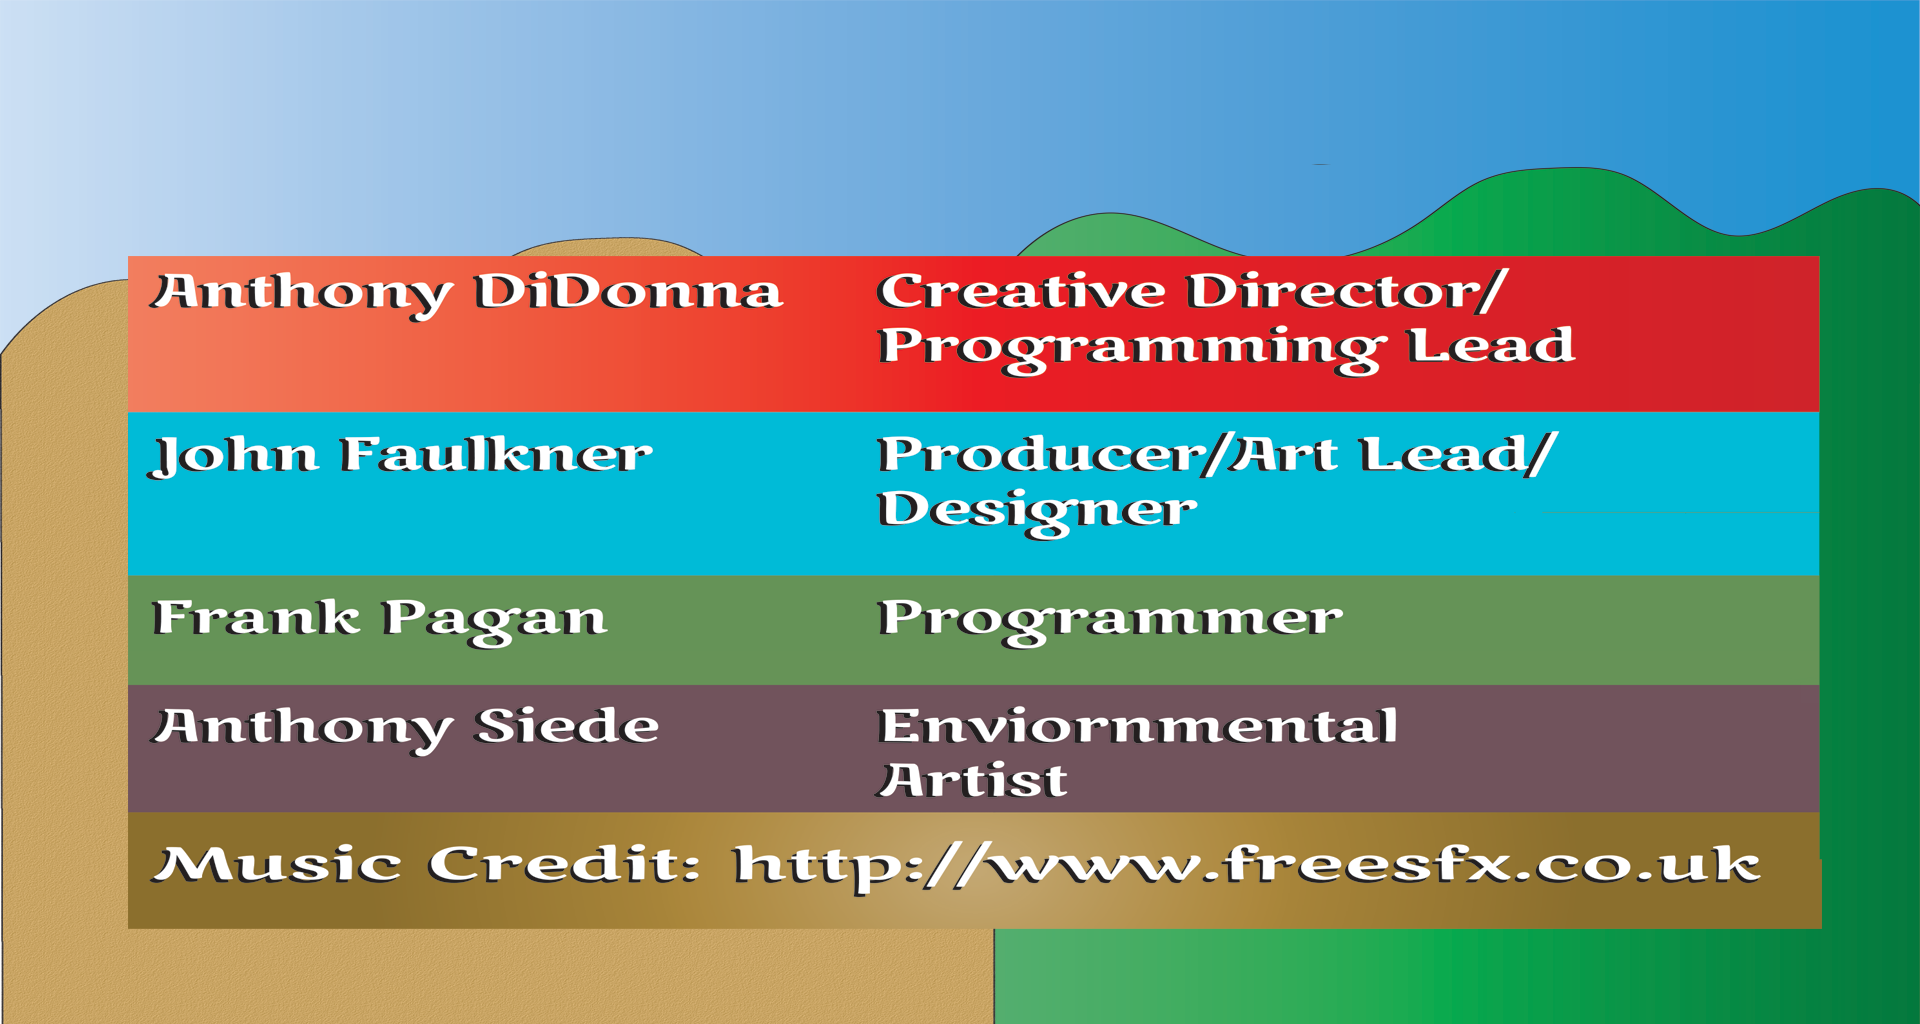 Anthony DiDonna Creative Director/
Programming Lead
John Faulkner Producer/Art Lead/
Designer
Frank Pagan Programmer
Anthony Siede Enviornmental
Artist
Music Credit: http://www.freesfx.co.uk